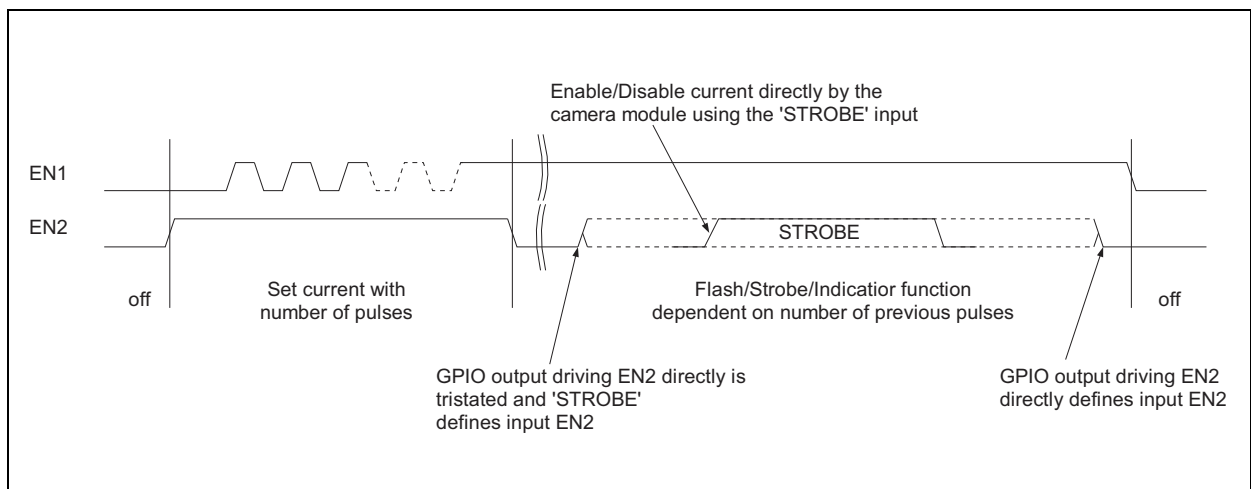 Enable/Disable current directly by the
camera module using the 'STROBE' input
EN1
EN2
STROBE
off
Set current with
number of pulses
Flash/Strobe/Indicatior function
dependent on number of previous pulses
off
GPIO output driving EN2 directly is
tristated and 'STROBE'
defines input EN2
GPIO output driving EN2
directly defines input EN2